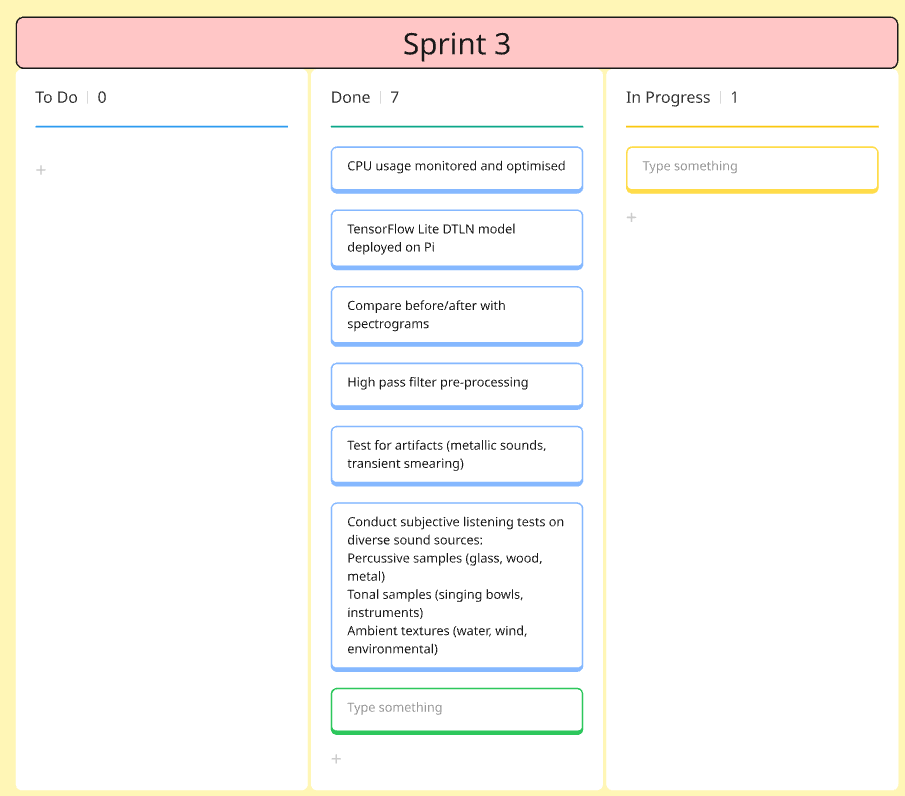 Sprint 3
To Do | 0
+
Done | 7
CPU usage monitored and optimised
TensorFlow Lite DTLN model
deployed on Pi
Compare before/after with
spectrograms
High pass filter pre-processing
Test for artifacts (metallic sounds,
transient smearing)
Conduct subjective listening tests on
diverse sound sources:
Percussive samples (glass, wood,
metal)
Tonal samples (singing bowls,
instruments)
Ambient textures (water, wind,
environmental)
Type something
+
In Progress | 1
Type something
+